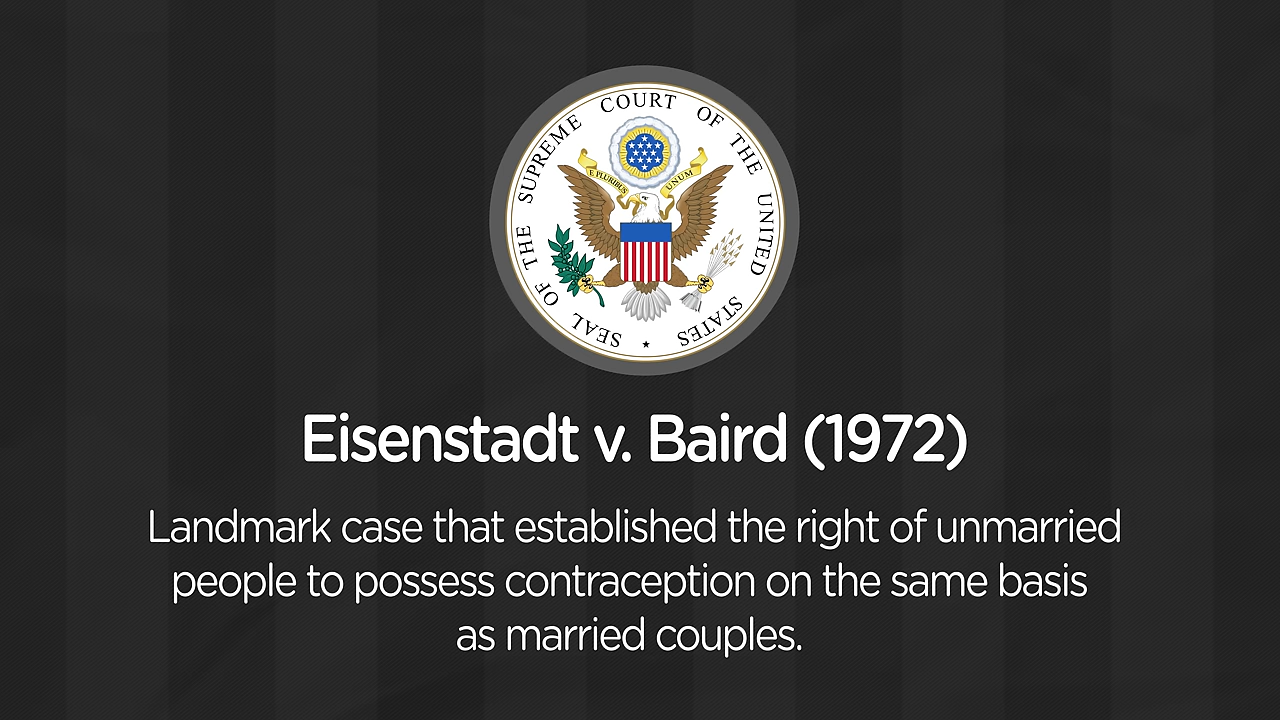 SEAL OF THE SUPREME COURT OF THE UNITED STATES
E PLURIBUS UNUM
Eisenstadt v. Baird (1972)
Landmark case that established the right of unmarried
people to possess contraception on the same basis
as married couples.